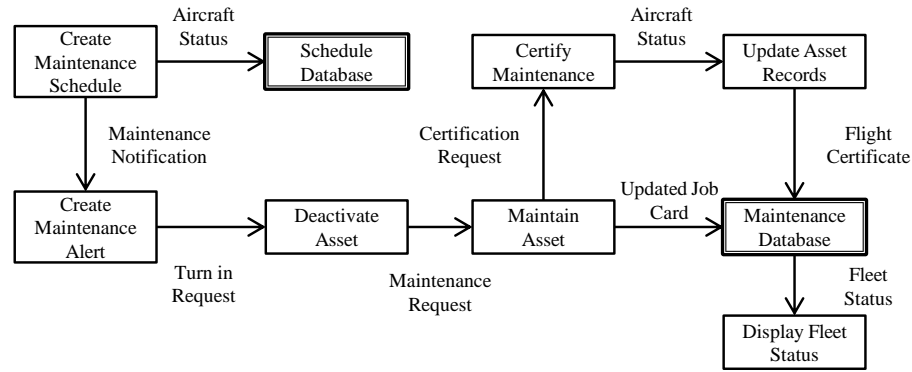 Create
Maintenance
Schedule
Aircraft
Status
Schedule
Database
Certify
Maintenance
Aircraft
Status
Update Asset
Records
Maintenance
Notification
Certification
Request
Flight
Certificate
Create
Maintenance
Alert
Turn in
Request
Deactivate
Asset
Maintenance
Request
Maintain
Asset
Updated Job
Card
Maintenance
Database
Fleet
Status
Display Fleet
Status